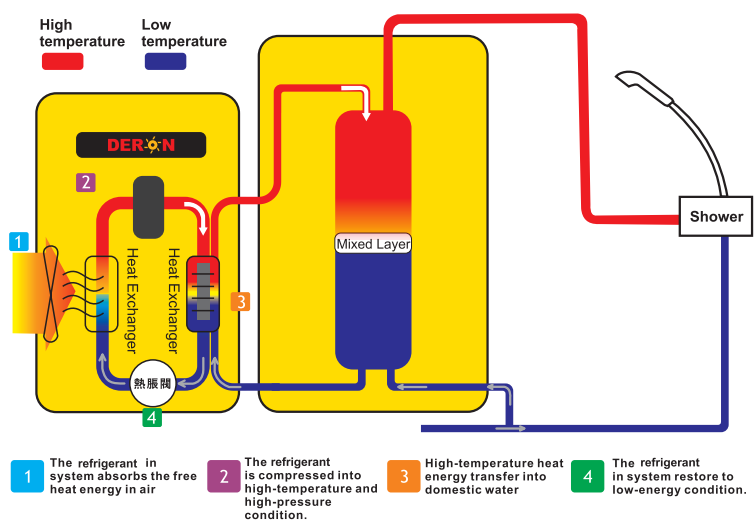 High
temperature
Low
temperature
DERON
2
1
Heat Exchanger
Heat Exchanger
3
Mixed Layer
Shower
熱脹閥
4
1
The refrigerant in
system absorbs the free
heat energy in air
2
The refrigerant
is compressed into
high-temperature and
high-pressure
condition.
3
High-temperature heat
energy transfer into
domestic water
4
The refrigerant
in system restore to
low-energy condition.